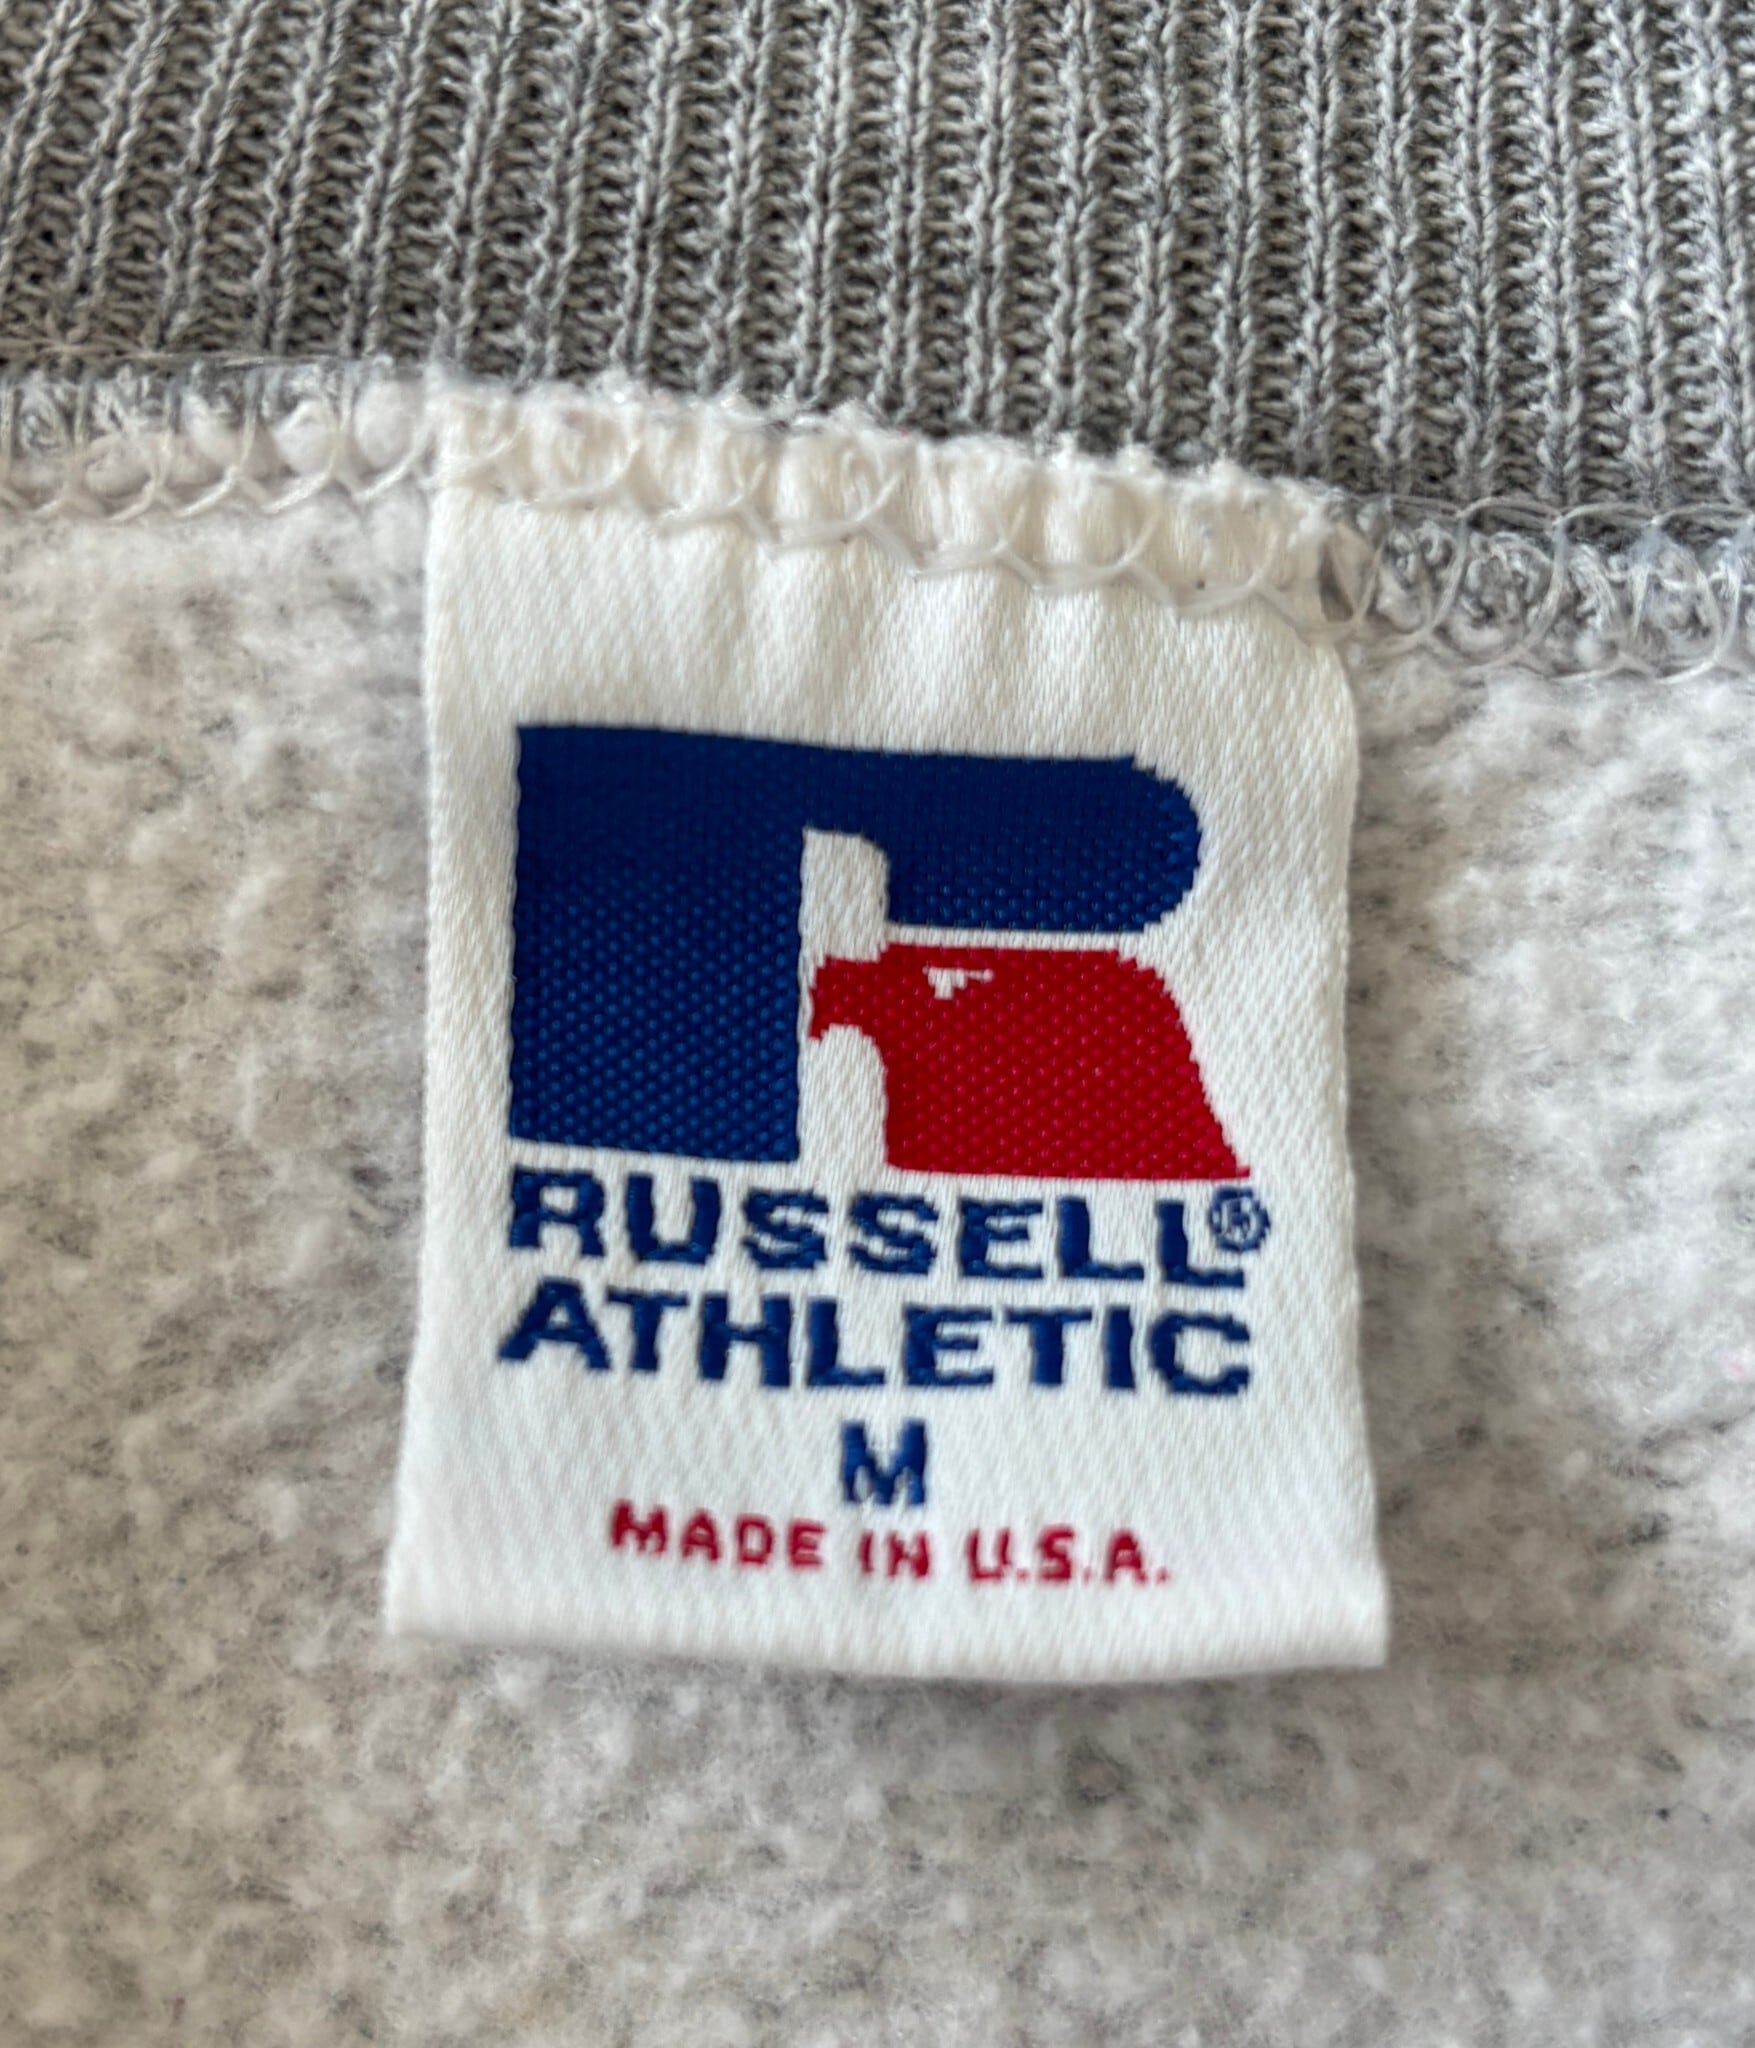 RUSSELL®
ATHLETIC
M
MADE IN U.S.A.